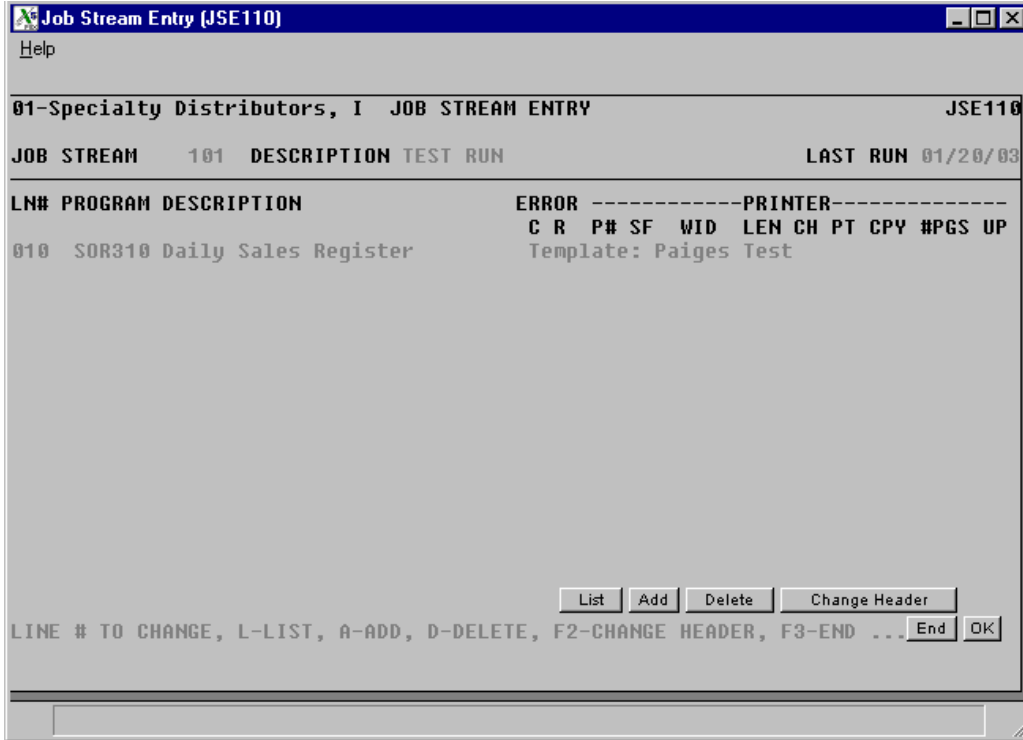 Job Stream Entry (JSE110)
Help
01-Specialty Distributors, I JOB STREAM ENTRY JSE110
JOB STREAM 101 DESCRIPTION TEST RUN LAST RUN 01/20/03
LN# PROGRAM DESCRIPTION ERROR ------------PRINTER--------------
C R P# SF WID LEN CH PT CPY #PGS UP
010 SOR310 Daily Sales Register Template: Paiges Test
List Add Delete Change Header
LINE # TO CHANGE, L-LIST, A-ADD, D-DELETE, F2-CHANGE HEADER, F3-END ... End OK